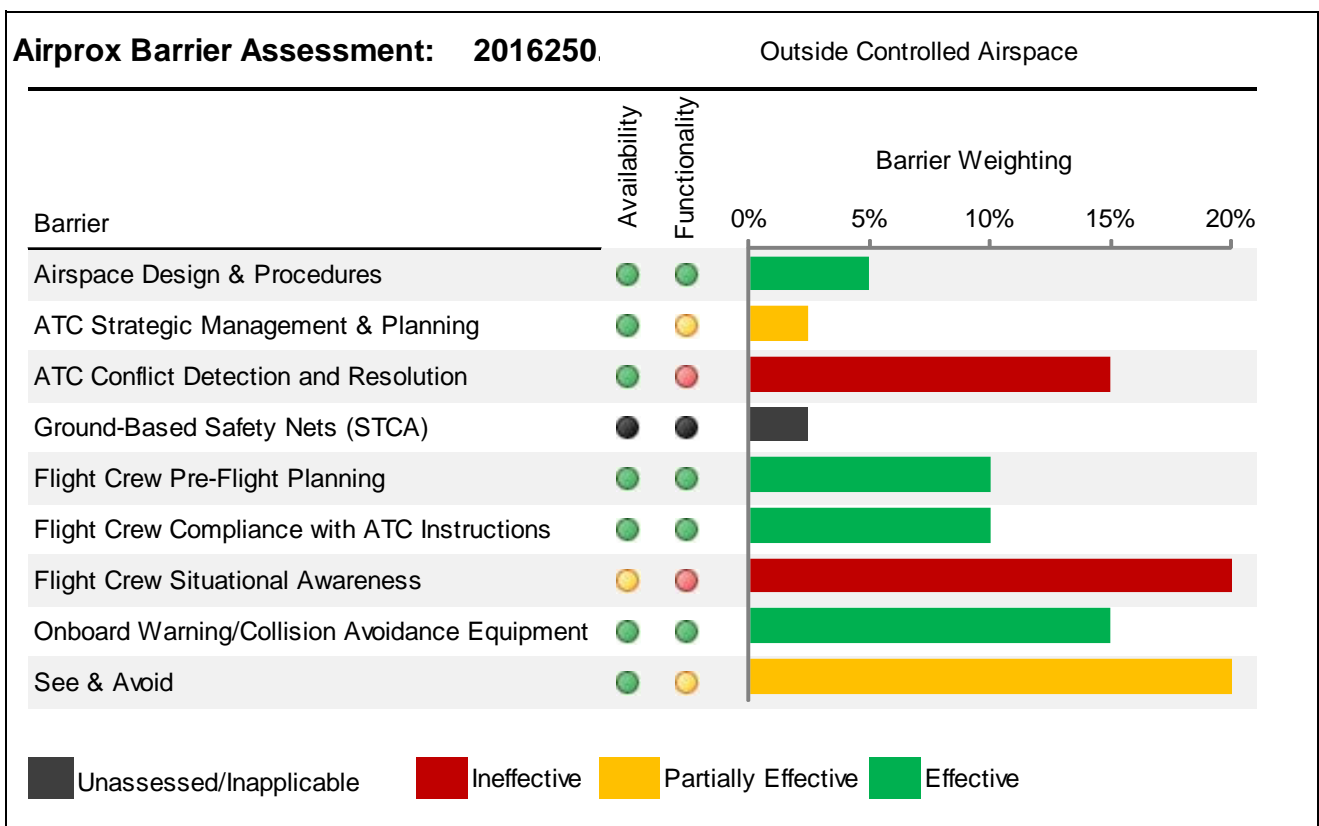 Airprox Barrier Assessment: 2016250. Outside Controlled Airspace
Availability
Functionality
Barrier Weighting
Barrier
0% 5% 10% 15% 20%
Airspace Design & Procedures
ATC Strategic Management & Planning
ATC Conflict Detection and Resolution
Ground-Based Safety Nets (STCA)
Flight Crew Pre-Flight Planning
Flight Crew Compliance with ATC Instructions
Flight Crew Situational Awareness
Onboard Warning/Collision Avoidance Equipment
See & Avoid
Unassessed/Inapplicable Ineffective Partially Effective Effective